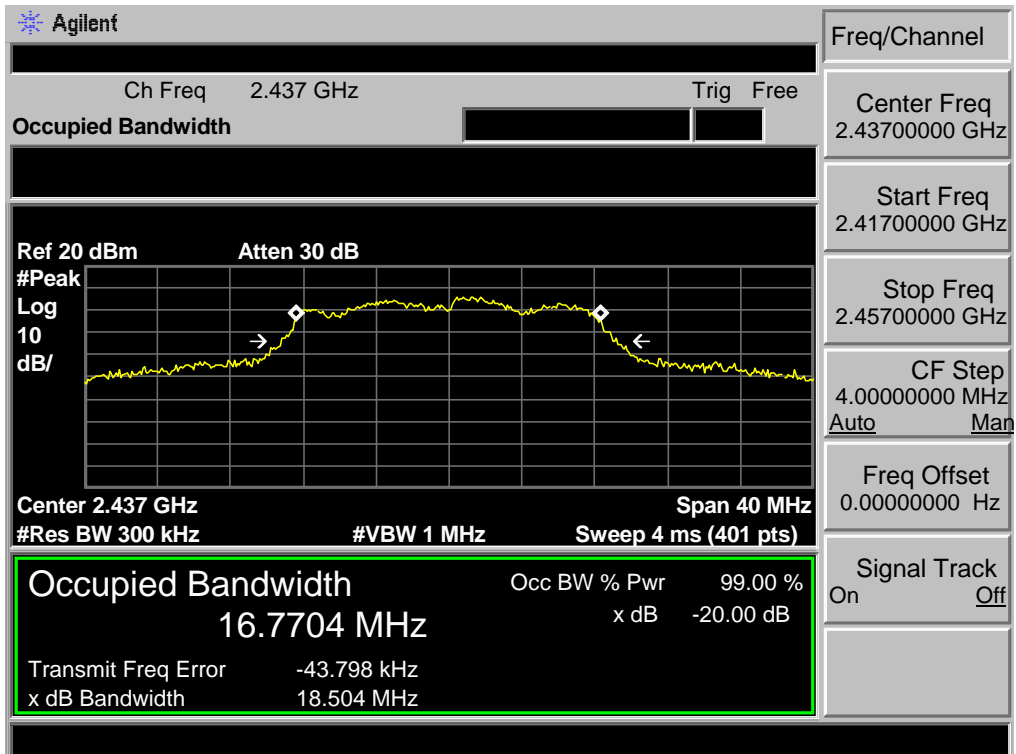 Agilent
Freq/Channel
Ch Freq 2.437 GHz Trig Free
Occupied Bandwidth
Center Freq
2.43700000 GHz
Start Freq
2.41700000 GHz
Stop Freq
2.45700000 GHz
CF Step
4.00000000 MHz
Auto Man
Freq Offset
0.00000000 Hz
Signal Track
On Off
Ref 20 dBm Atten 30 dB
#Peak
Log
10
dB/
Center 2.437 GHz Span 40 MHz
#Res BW 300 kHz #VBW 1 MHz Sweep 4 ms (401 pts)
Occupied Bandwidth Occ BW % Pwr 99.00 %
16.7704 MHz x dB -20.00 dB
Transmit Freq Error -43.798 kHz
x dB Bandwidth 18.504 MHz